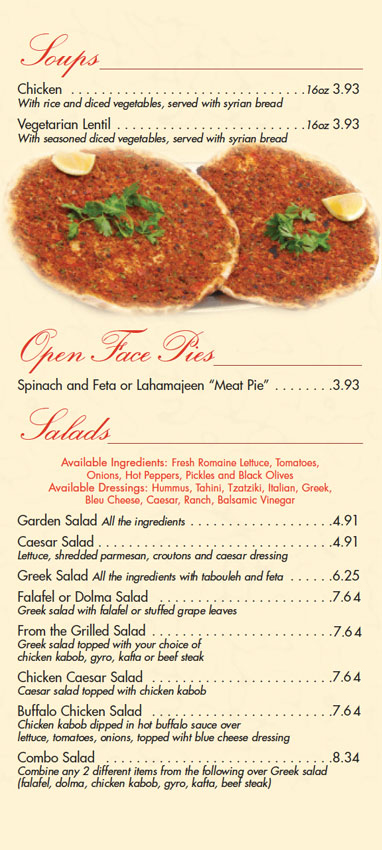 Soups
Chicken . . . . . . . . . . . . . . . . . . . . . . . . . . . . . . 16oz 3.93
With rice and diced vegetables, served with syrian bread
Vegetarian Lentil . . . . . . . . . . . . . . . . . . . . . . . . 16oz 3.93
With seasoned diced vegetables, served with syrian bread
Open Face Pies
Spinach and Feta or Lahamajeen “Meat Pie” . . . . . . . .3.93
Salads
Available Ingredients: Fresh Romaine Lettuce, Tomatoes,
Onions, Hot Peppers, Pickles and Black Olives
Available Dressings: Hummus, Tahini, Tzatziki, Italian, Greek,
Bleu Cheese, Caesar, Ranch, Balsamic Vinegar
Garden Salad All the ingredients . . . . . . . . . . . . . . . . . . .4.91
Caesar Salad . . . . . . . . . . . . . . . . . . . . . . . . . . . . . . . .4.91
Lettuce, shredded parmesan, croutons and caesar dressing
Greek Salad All the ingredients with tabouleh and feta . . . . . .6.25
Falafel or Dolma Salad . . . . . . . . . . . . . . . . . . . . . . . .7.64
Greek salad with falafel or stuffed grape leaves
From the Grilled Salad . . . . . . . . . . . . . . . . . . . . . . . . .7.64
Greek salad topped with your choice of
chicken kabob, gyro, kafta or beef steak
Chicken Caesar Salad . . . . . . . . . . . . . . . . . . . . . . . . .7.64
Caesar salad topped with chicken kabob
Buffalo Chicken Salad . . . . . . . . . . . . . . . . . . . . . . . . .7.64
Chicken kabob dipped in hot buffalo sauce over
lettuce, tomatoes, onions, topped wiht blue cheese dressing
Combo Salad . . . . . . . . . . . . . . . . . . . . . . . . . . . . . . .8.34
Combine any 2 different items from the following over Greek salad
(falafel, dolma, chicken kabob, gyro, kafta, beef steak)